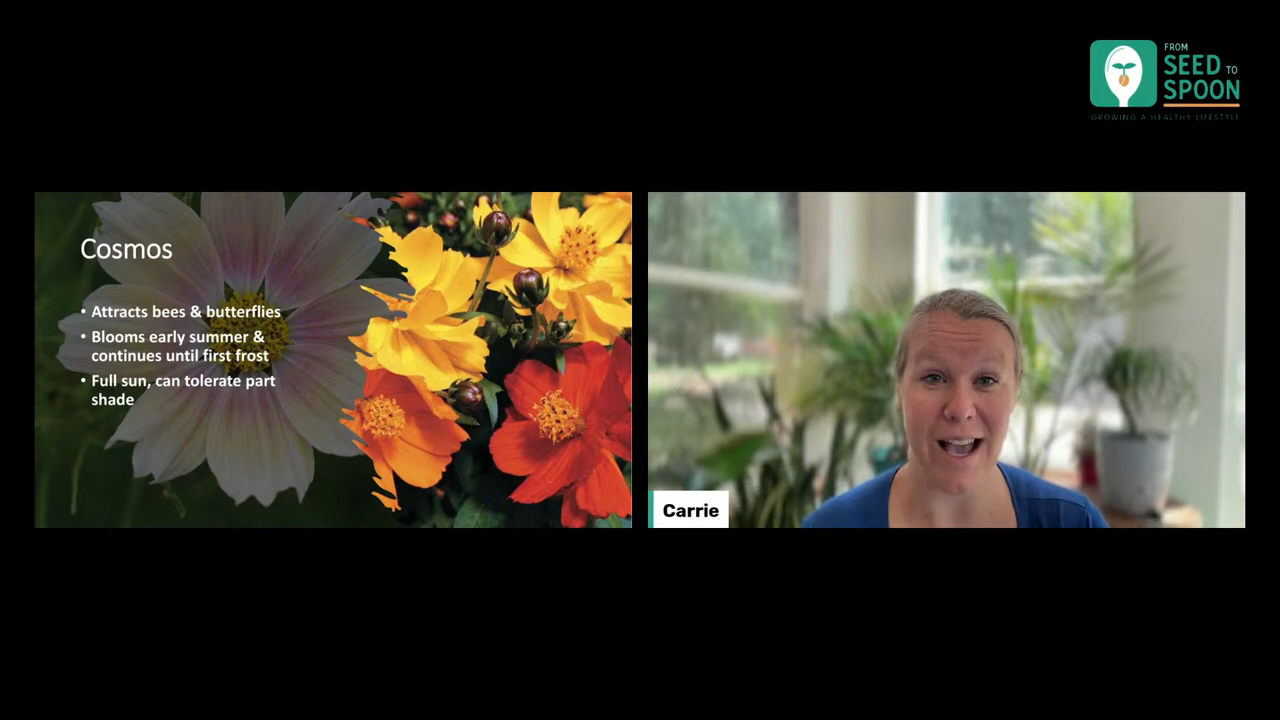 FROM
SEED TO
SPOON
GROWING A HEALTHY LIFESTYLE
Cosmos
• Attracts bees & butterflies
• Blooms early summer &
continues until first frost
• Full sun, can tolerate part
shade
Carrie